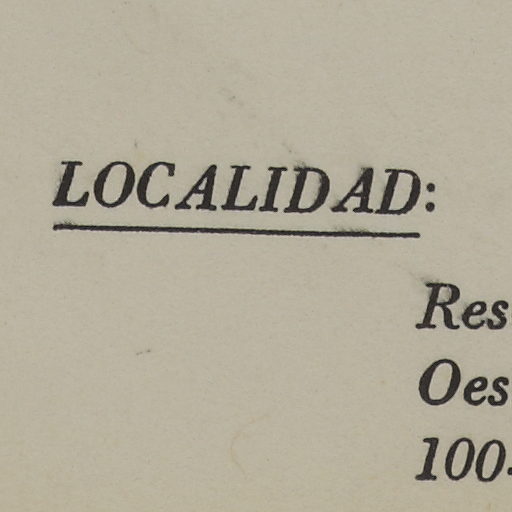 LOCALIDAD:
Res
Oes
100-